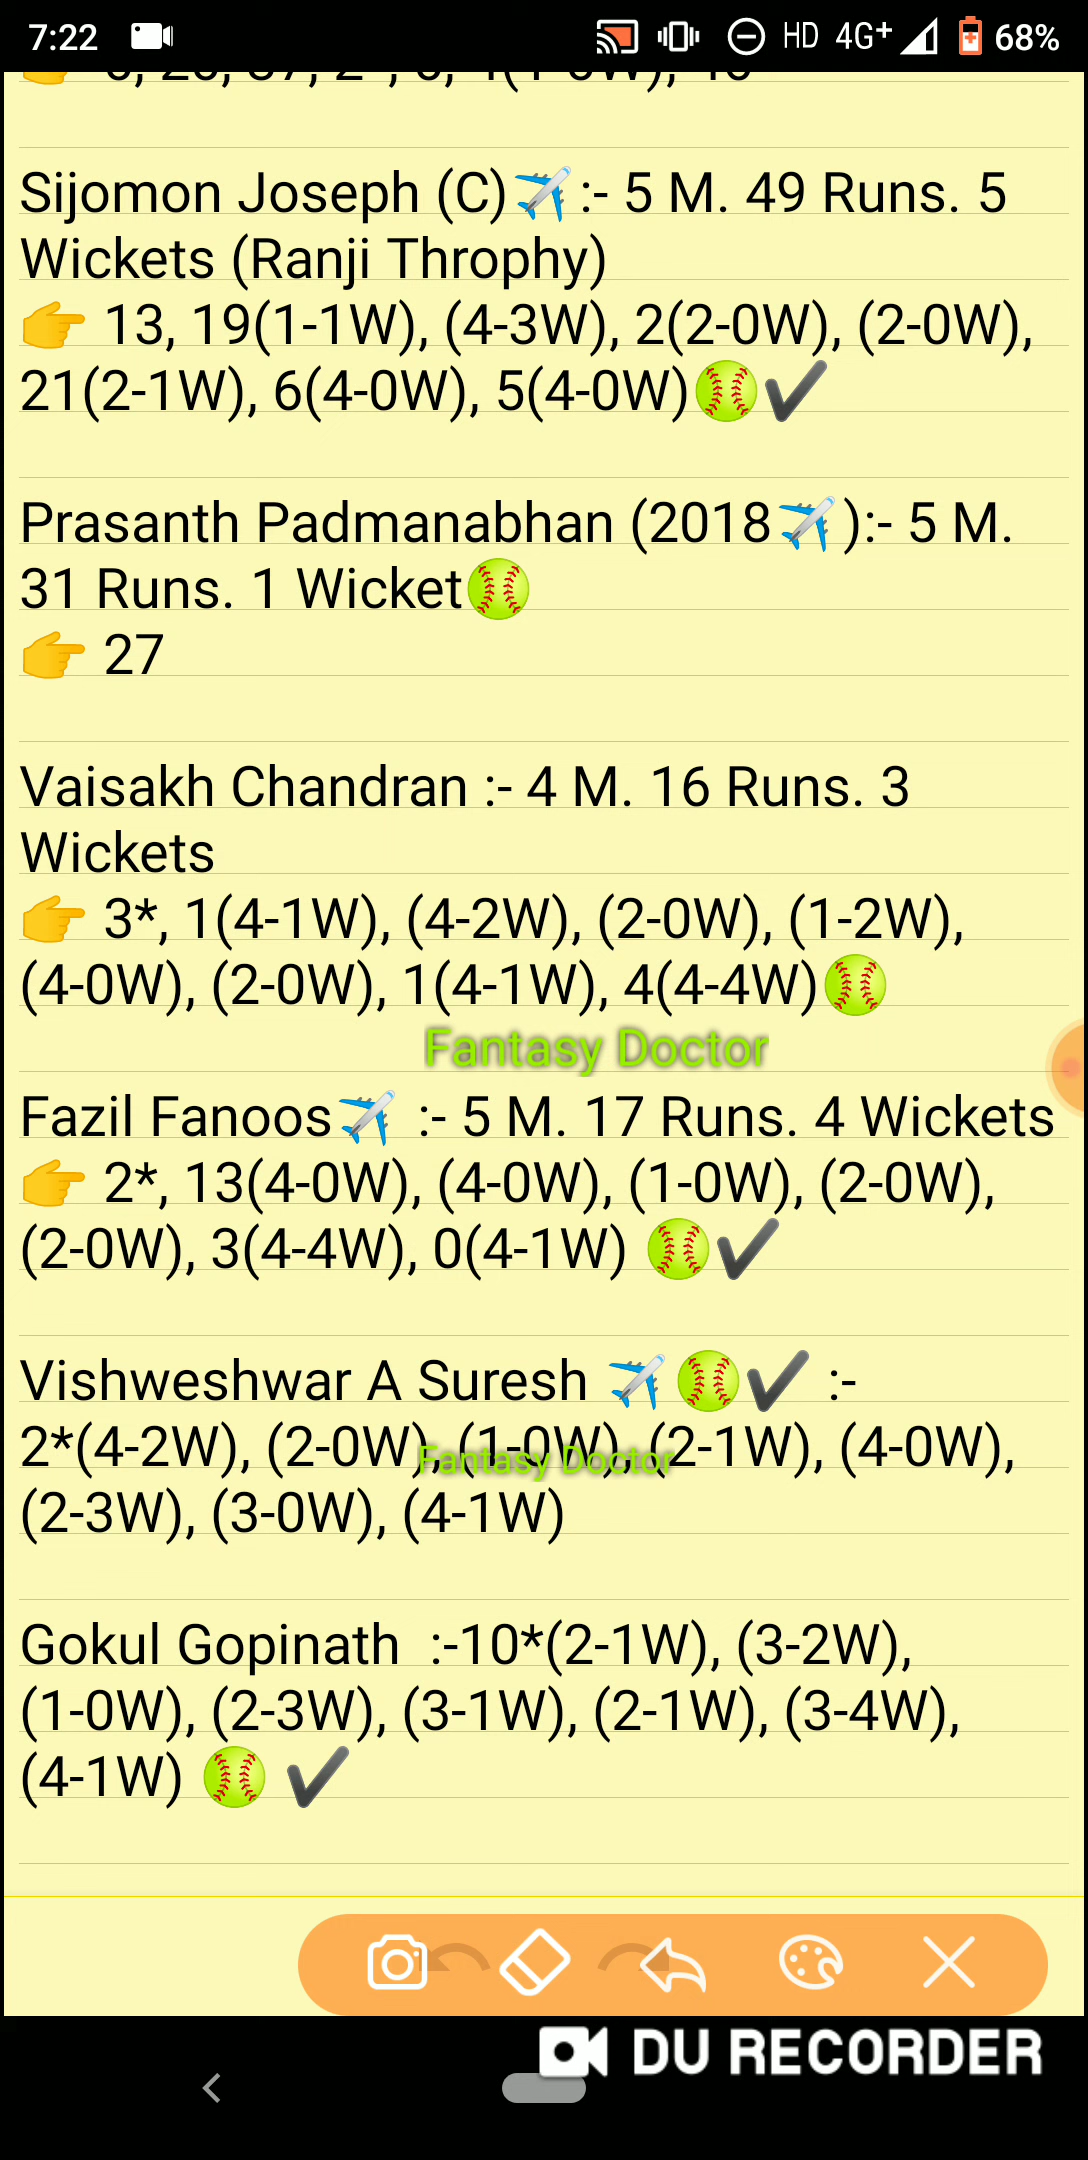 7:22 HD 4G+ 68%
Sijomon Joseph (C)✈️ :- 5 M. 49 Runs. 5
Wickets (Ranji Throphy)
👉 13, 19(1-1W), (4-3W), 2(2-0W), (2-0W),
21(2-1W), 6(4-0W), 5(4-0W)🥎✔️
Prasanth Padmanabhan (2018✈️ ):- 5 M.
31 Runs. 1 Wicket🥎
👉 27
Vaisakh Chandran :- 4 M. 16 Runs. 3
Wickets
👉 3*, 1(4-1W), (4-2W), (2-0W), (1-2W),
(4-0W), (2-0W), 1(4-1W), 4(4-4W)🥎
Fantasy Doctor
Fazil Fanoos✈️ :- 5 M. 17 Runs. 4 Wickets
👉 2*, 13(4-0W), (4-0W), (1-0W), (2-0W),
(2-0W), 3(4-4W), 0(4-1W) 🥎✔️
Vishweshwar A Suresh ✈️🥎✔️ :-
2*(4-2W), (2-0W), (1-0W), (2-1W), (4-0W),
Fantasy Doctor
(2-3W), (3-0W), (4-1W)
Gokul Gopinath :-10*(2-1W), (3-2W),
(1-0W), (2-3W), (3-1W), (2-1W), (3-4W),
(4-1W) 🥎 ✔️
DU RECORDER